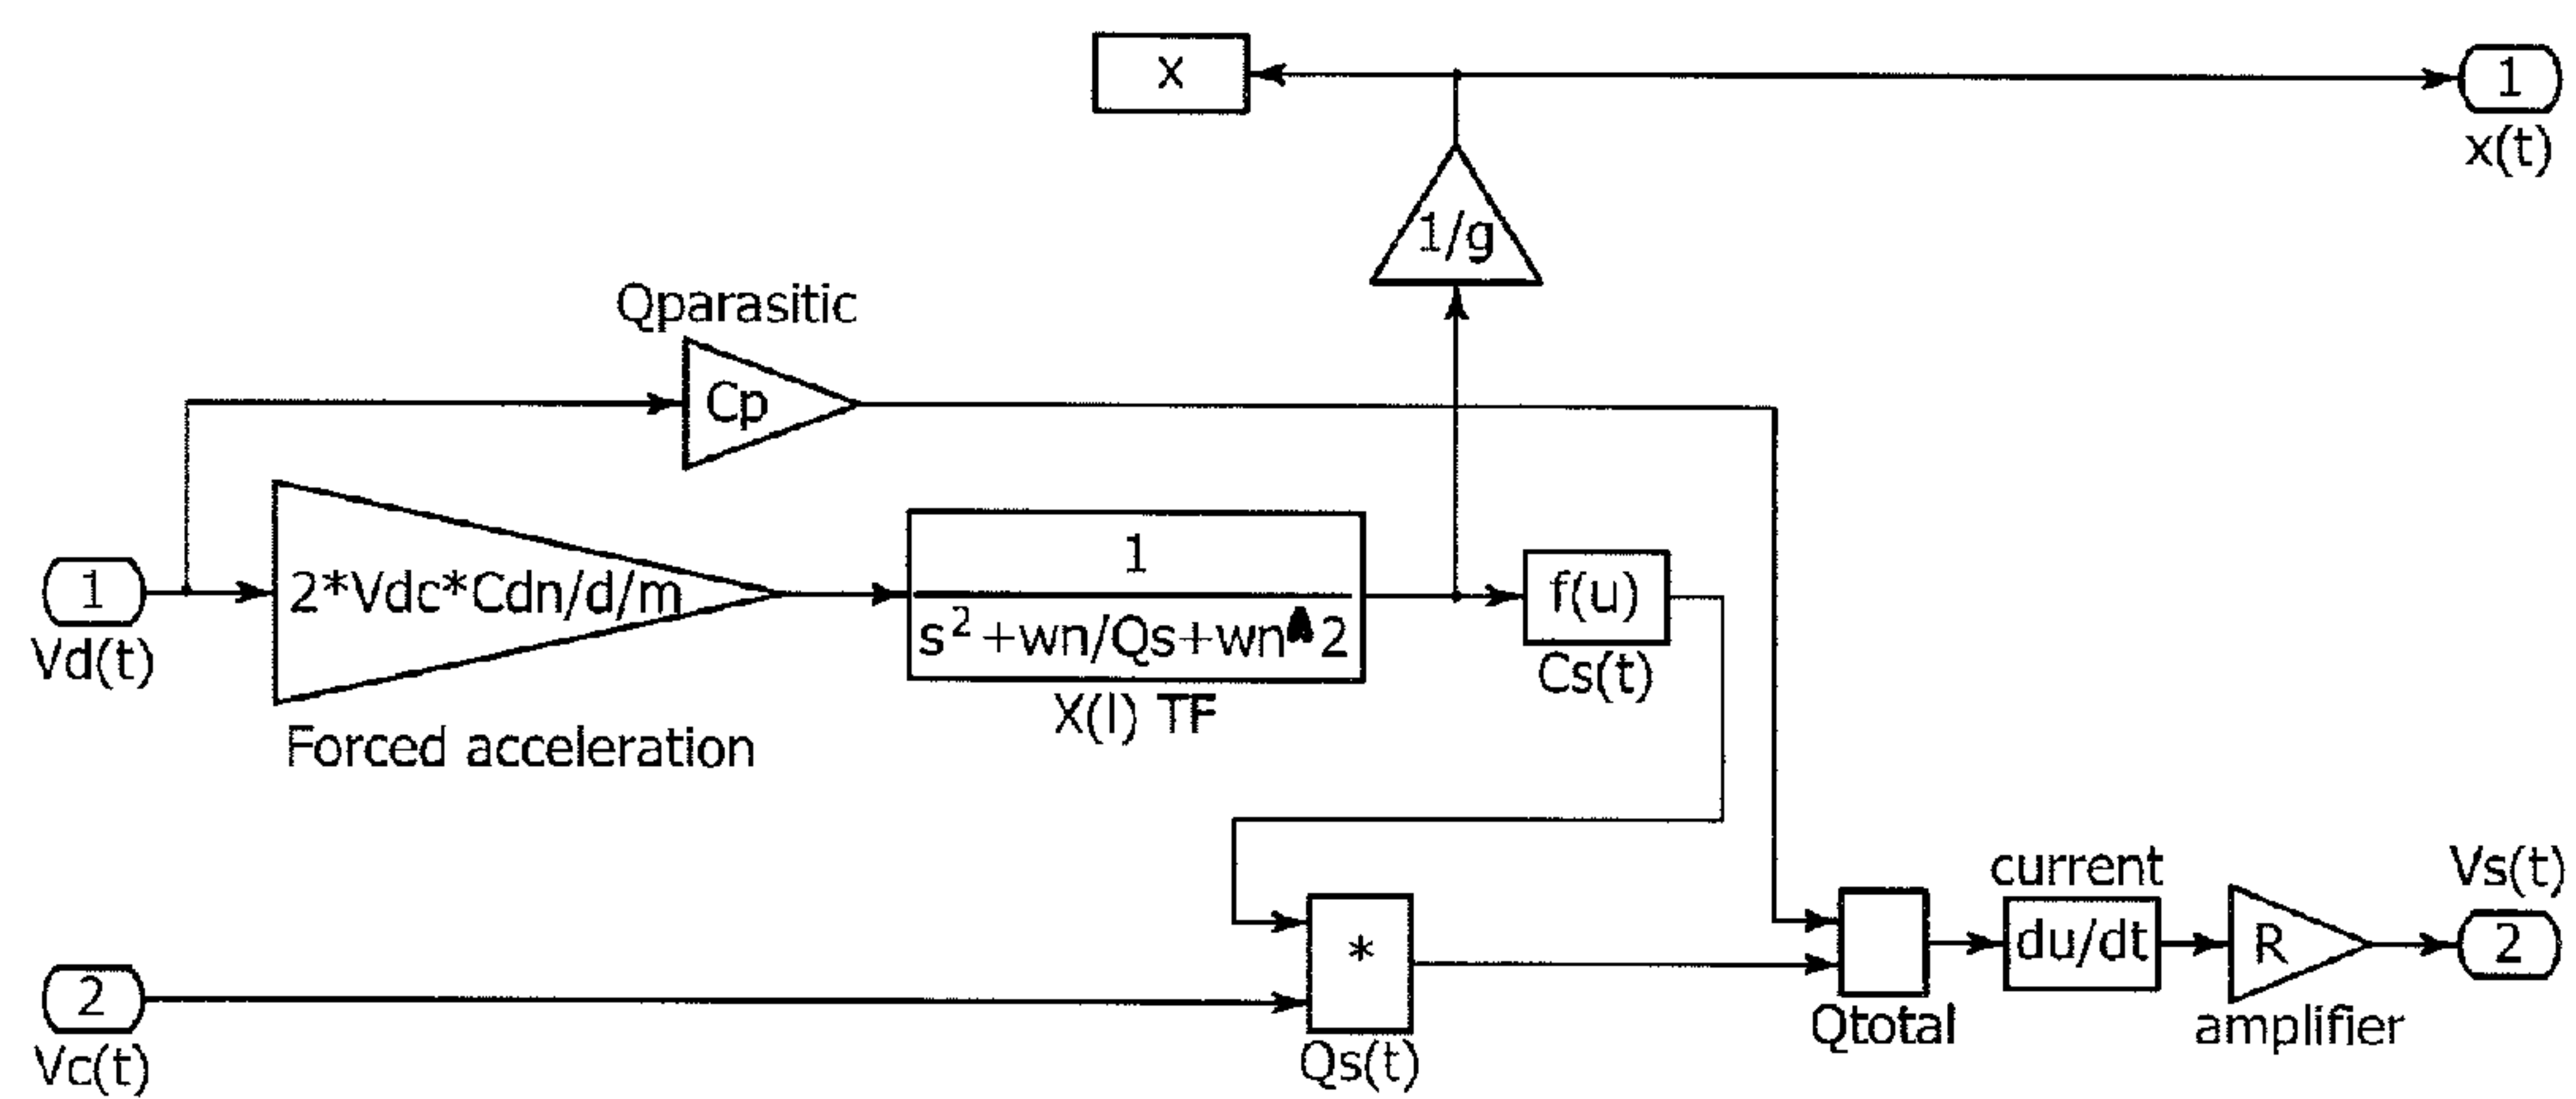 x
1
x(t)
1/g
Qparasitic
Cp
1
Vd(t)
2*Vdc*Cdn/d/m
Forced acceleration
1
s² +wn/Qs+wn^2
X(l) TF
f(u)
Cs(t)
2
Vc(t)
*
Qs(t)
Qtotal
current
du/dt
R
amplifier
Vs(t)
2